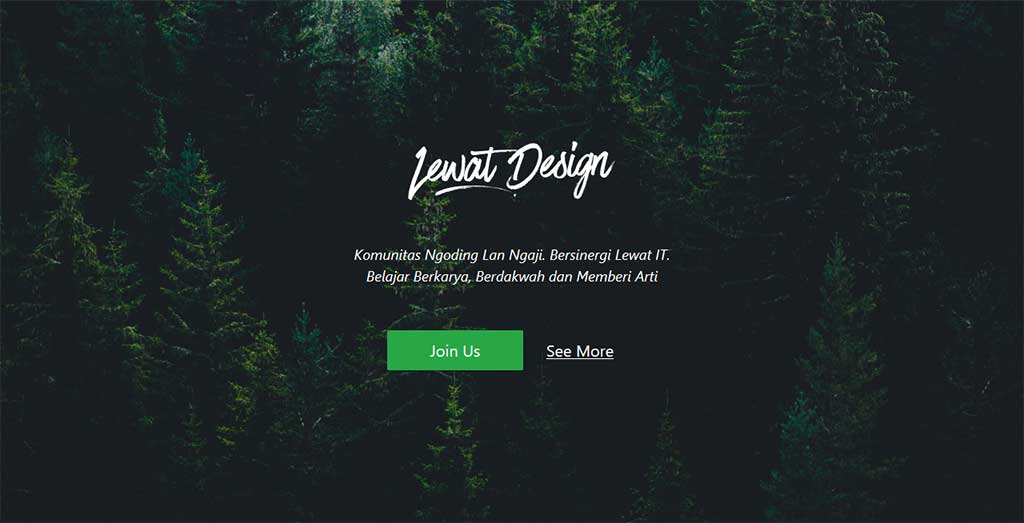 Lewat Design
Komunitas Ngoding Lan Ngaji. Bersinergi Lewat IT.
Belajar Berkarya, Berdakwah dan Memberi Arti
Join Us
See More